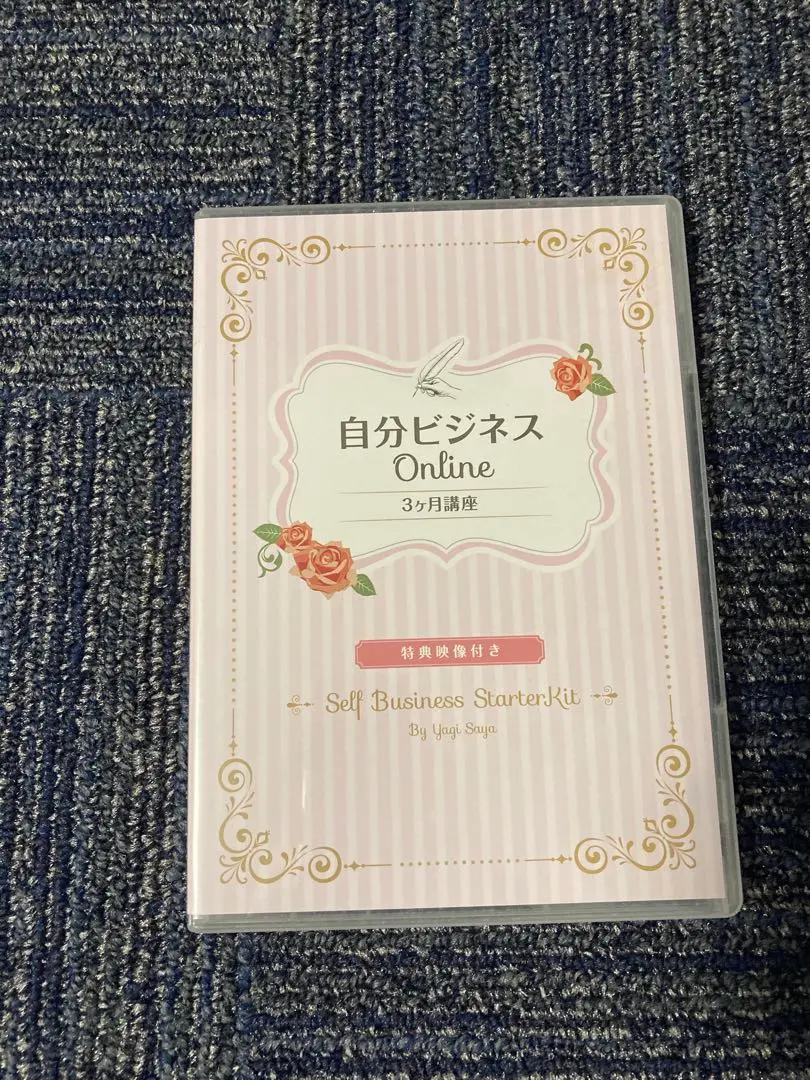 自分ビジネス
Online
3ヶ月講座
特典映像付き
Self Business StarterKit
By Yagi Saya